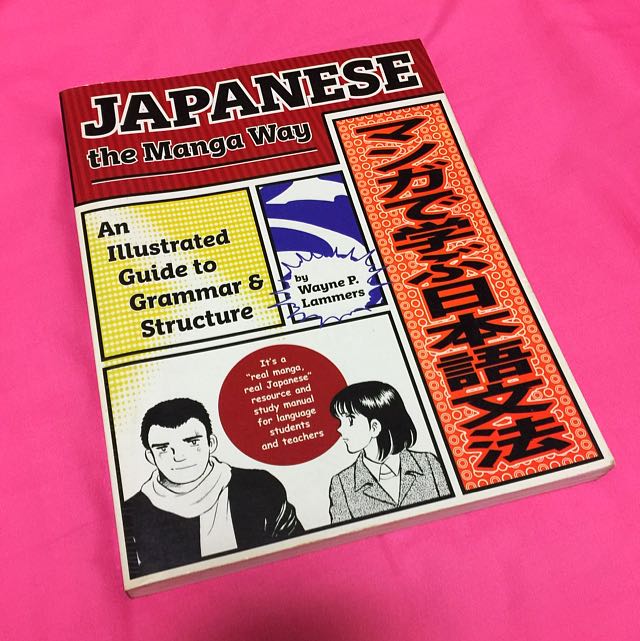 JAPANESE
the Manga Way
An
Illustrated
Guide to
Grammar &
Structure
by
Wayne P.
Lammers
マンガで学ぶ日本語文法
It's a
"real manga,
real Japanese"
resource and
study manual
for language
students
and teachers